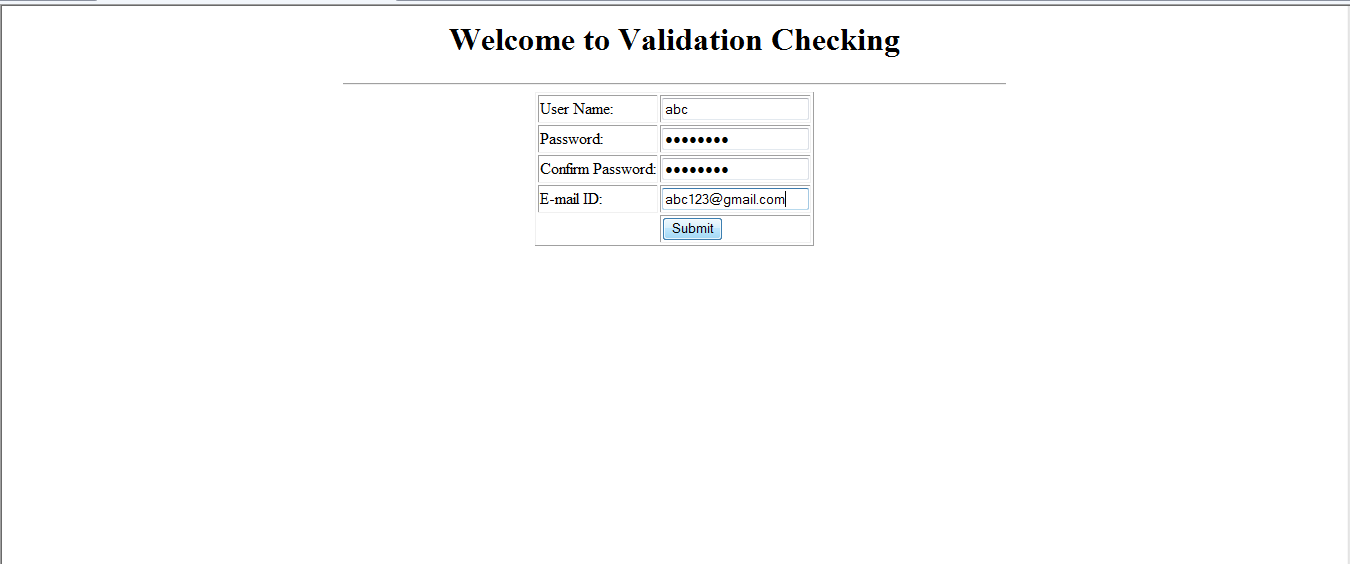 Welcome to Validation Checking
User Name: abc
Password: ••••••••
Confirm Password: ••••••••
E-mail ID: abc123@gmail.com
Submit